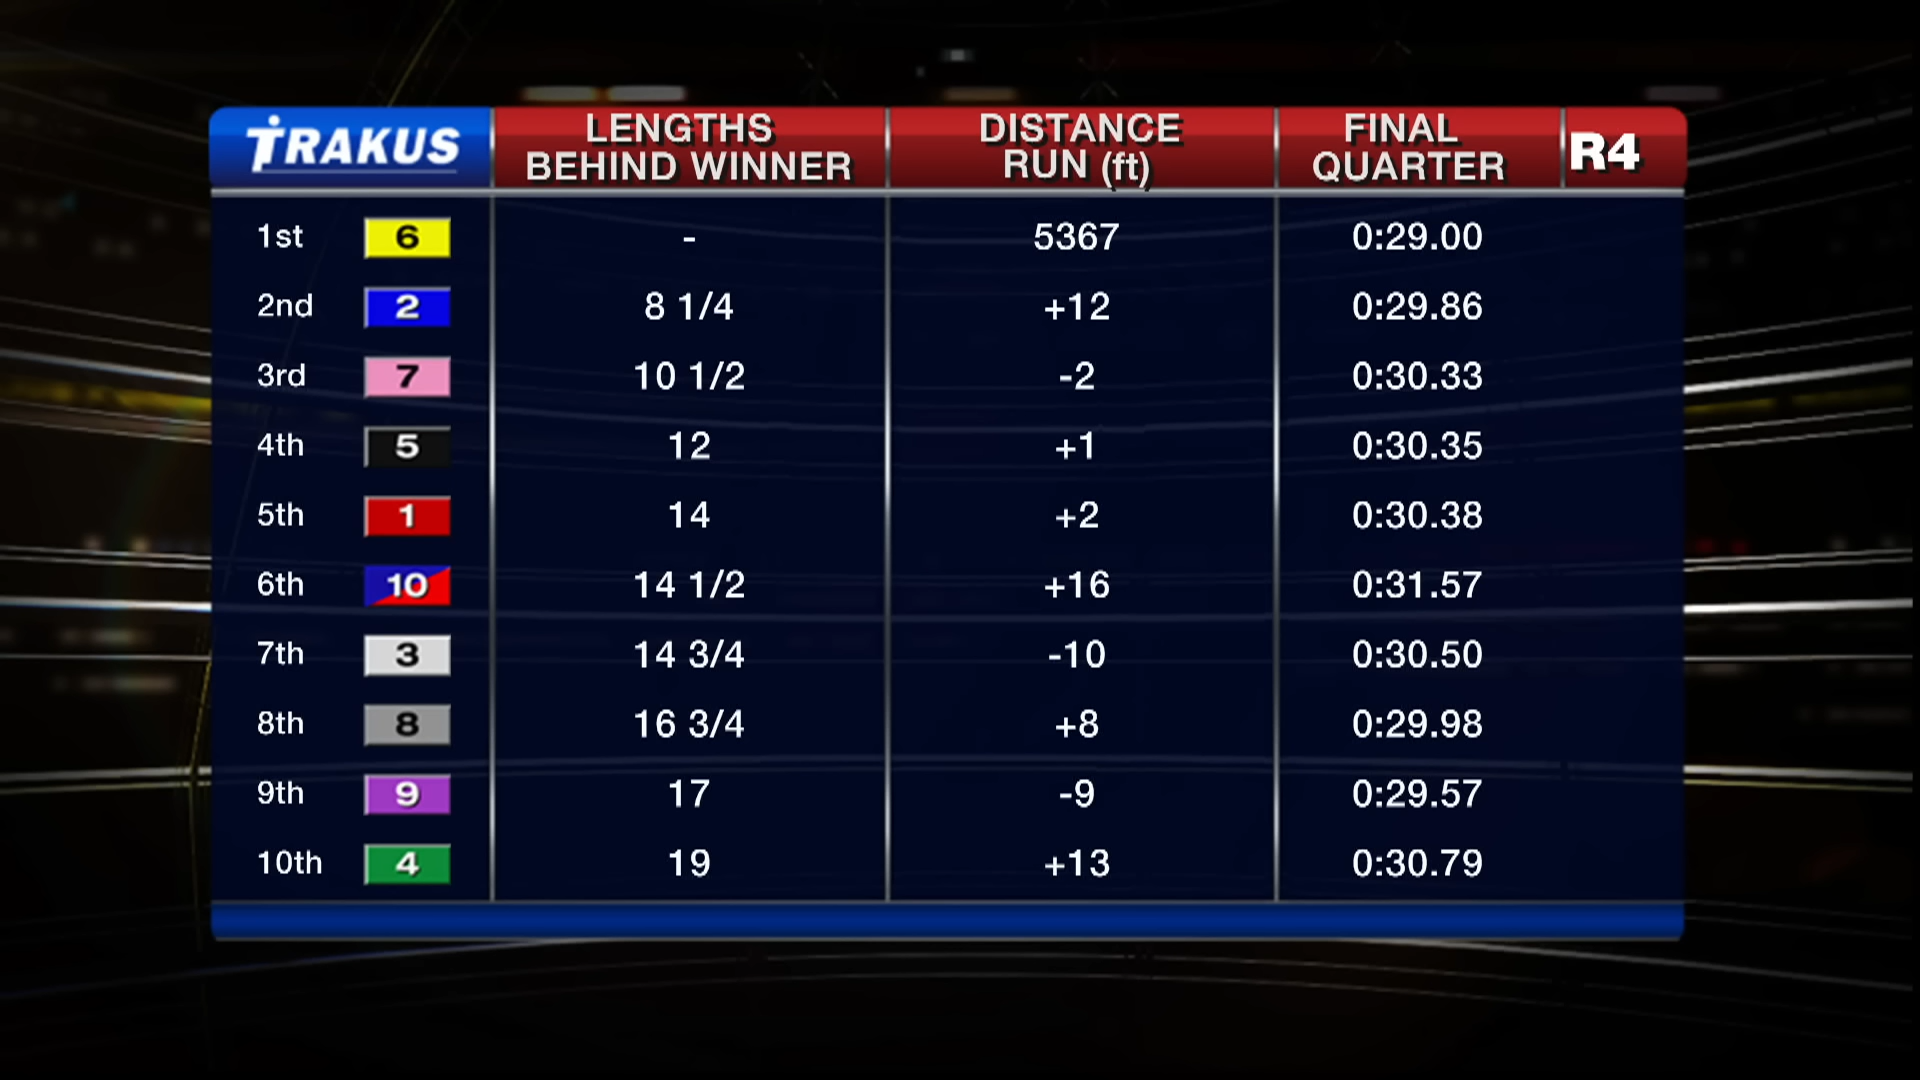 TRAKUS LENGTHS BEHIND WINNER DISTANCE RUN (ft) FINAL QUARTER R4
1st 6 - 5367 0:29.00
2nd 2 8 1/4 +12 0:29.86
3rd 7 10 1/2 -2 0:30.33
4th 5 12 +1 0:30.35
5th 1 14 +2 0:30.38
6th 10 14 1/2 +16 0:31.57
7th 3 14 3/4 -10 0:30.50
8th 8 16 3/4 +8 0:29.98
9th 9 17 -9 0:29.57
10th 4 19 +13 0:30.79